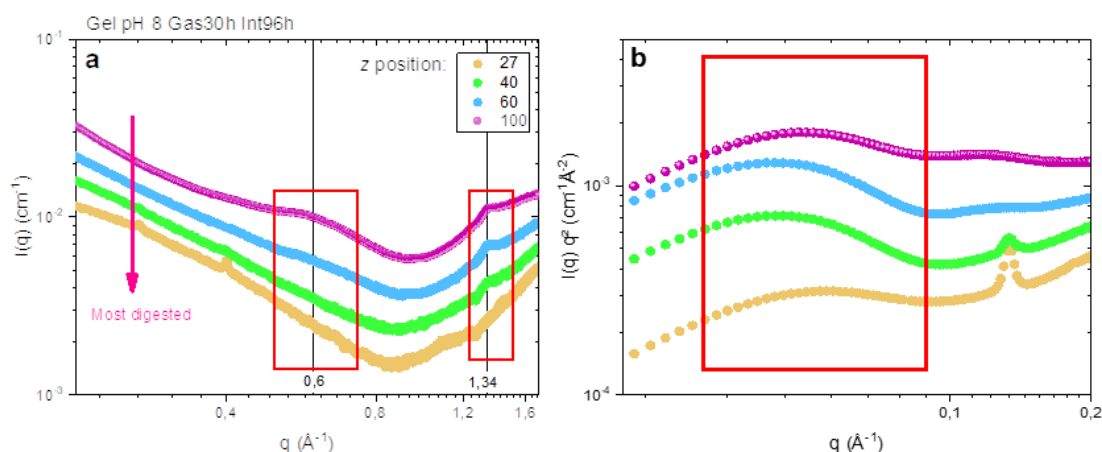 Gel pH 8 Gas30h Int96h
a
z position:
27
40
60
100
Most digested
0,6
1,34
I(q) (cm⁻¹)
10⁻¹
10⁻²
10⁻³
0,4 0,8 1,2 1,6
q (Å⁻¹)
b
I(q) q² (cm⁻¹Å⁻²)
10⁻³
10⁻⁴
0,1 0,2
q (Å⁻¹)